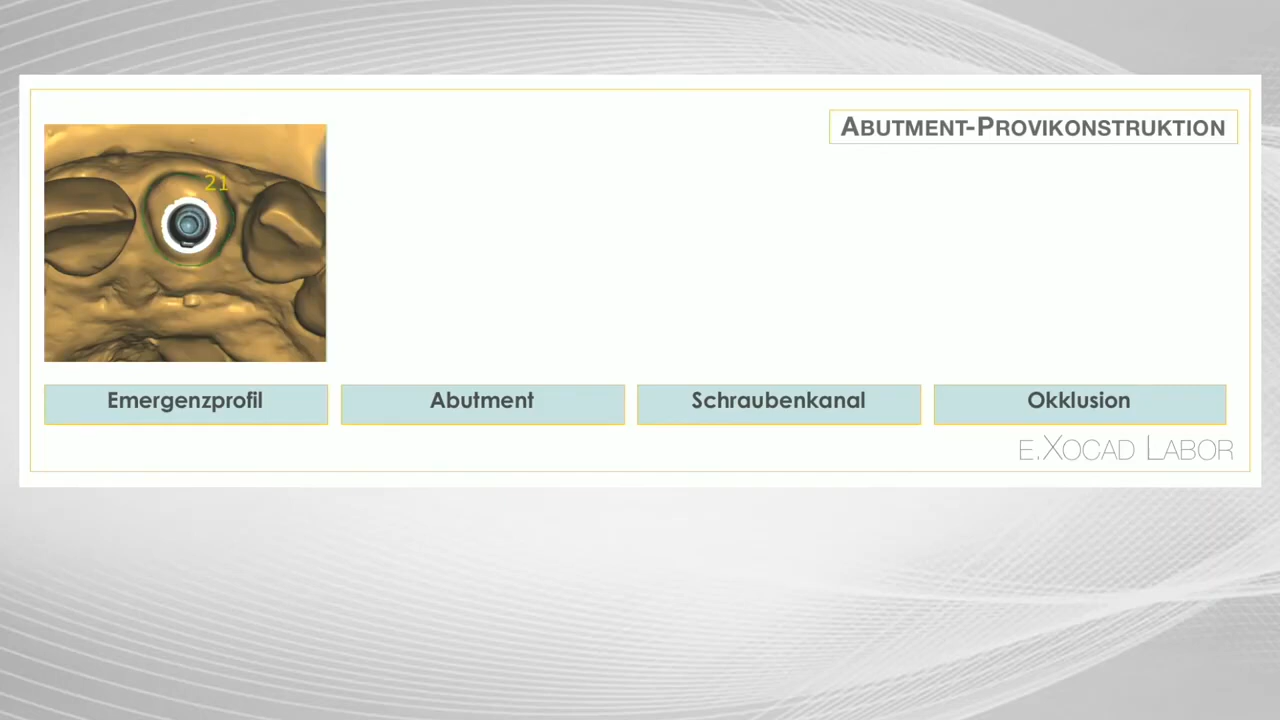 ABUTMENT-PROVIKONSTRUKTION
21
Emergenzprofil
Abutment
Schraubenkanal
Okklusion
E.XOCAD LABOR